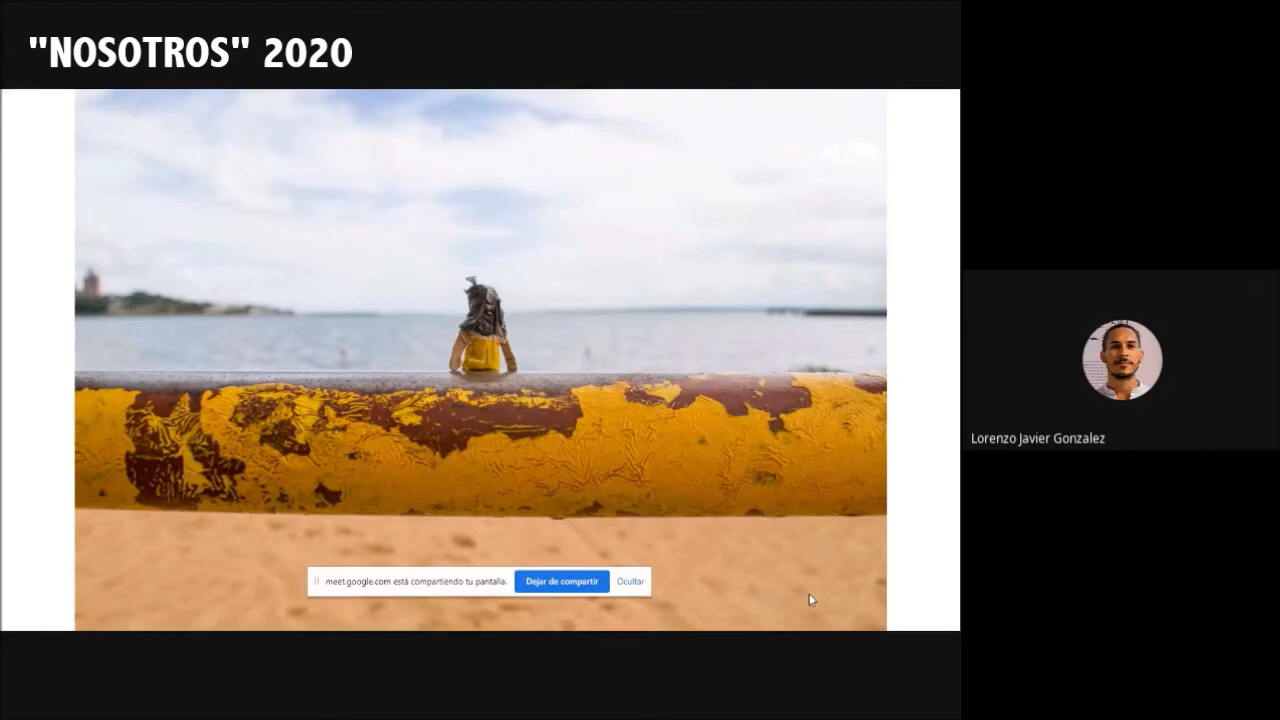 "NOSOTROS" 2020
meet.google.com está compartiendo tu pantalla. Dejar de compartir Ocultar
Lorenzo Javier Gonzalez